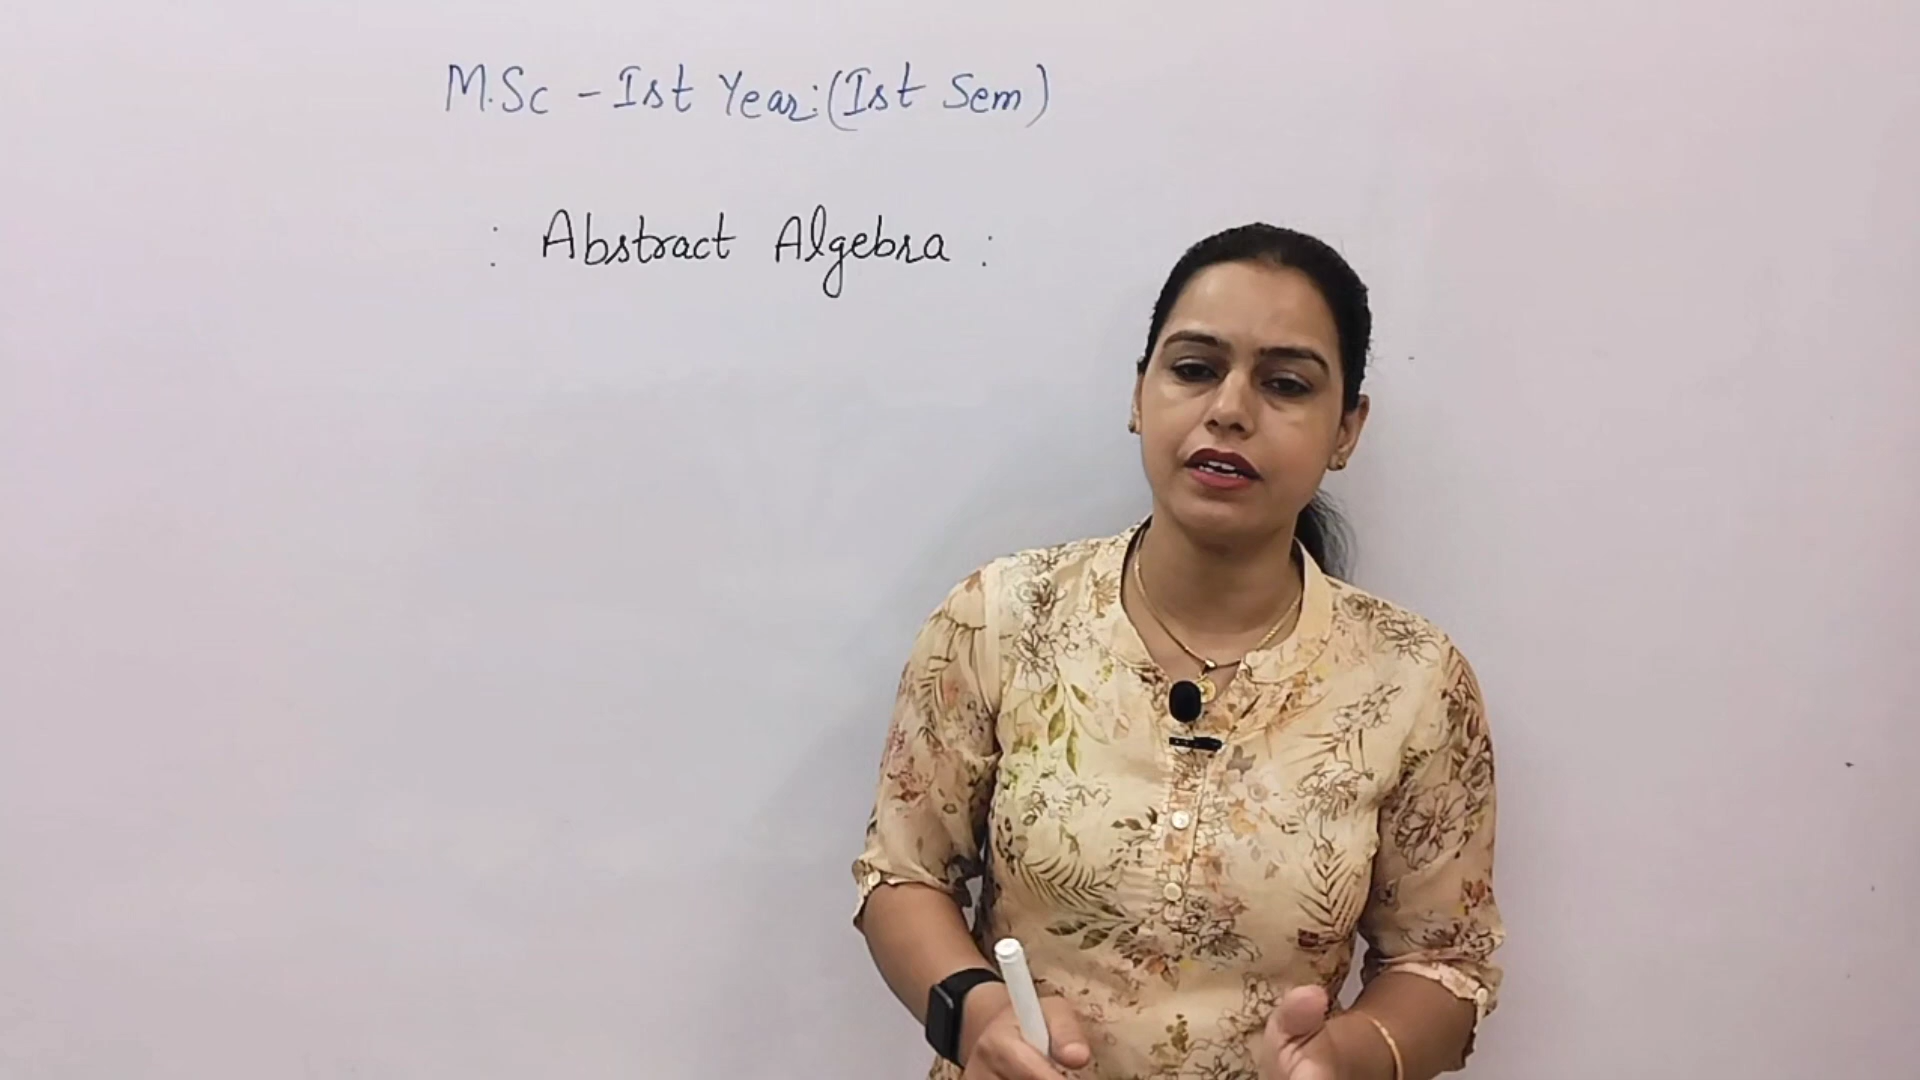 M.Sc - Ist Year: (Ist Sem)
: Abstract Algebra :